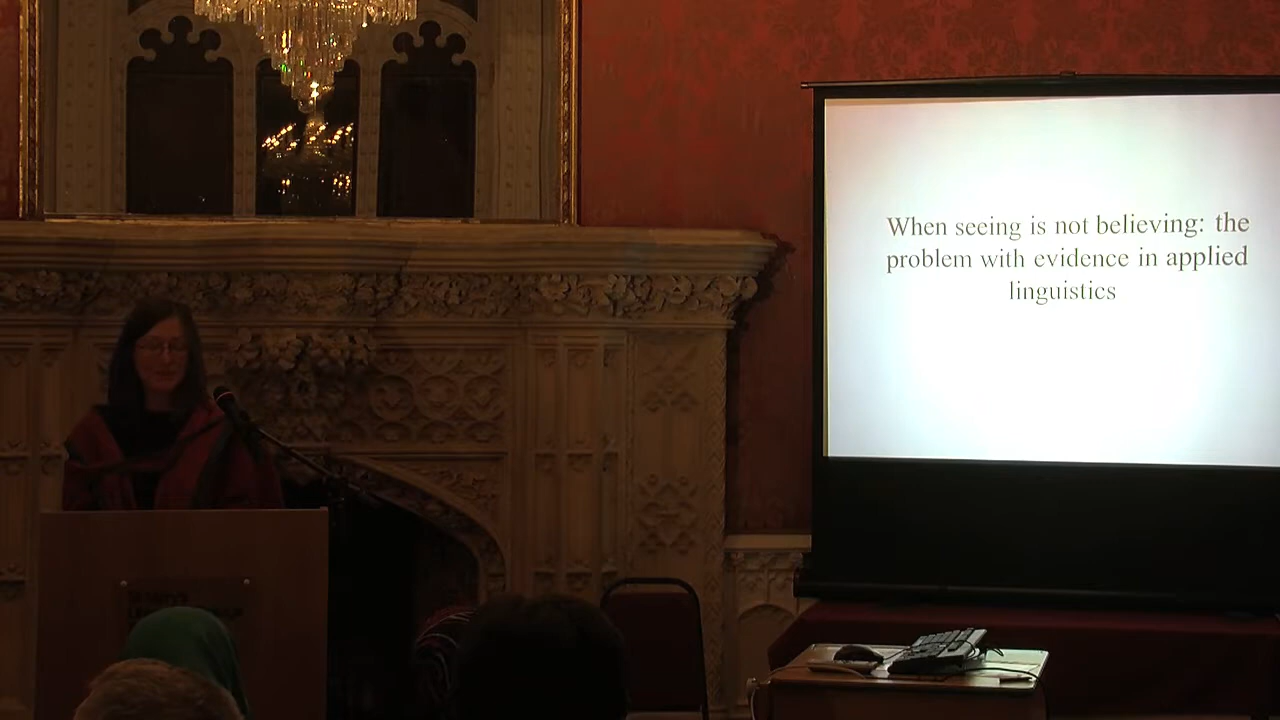 When seeing is not believing: the
problem with evidence in applied
linguistics